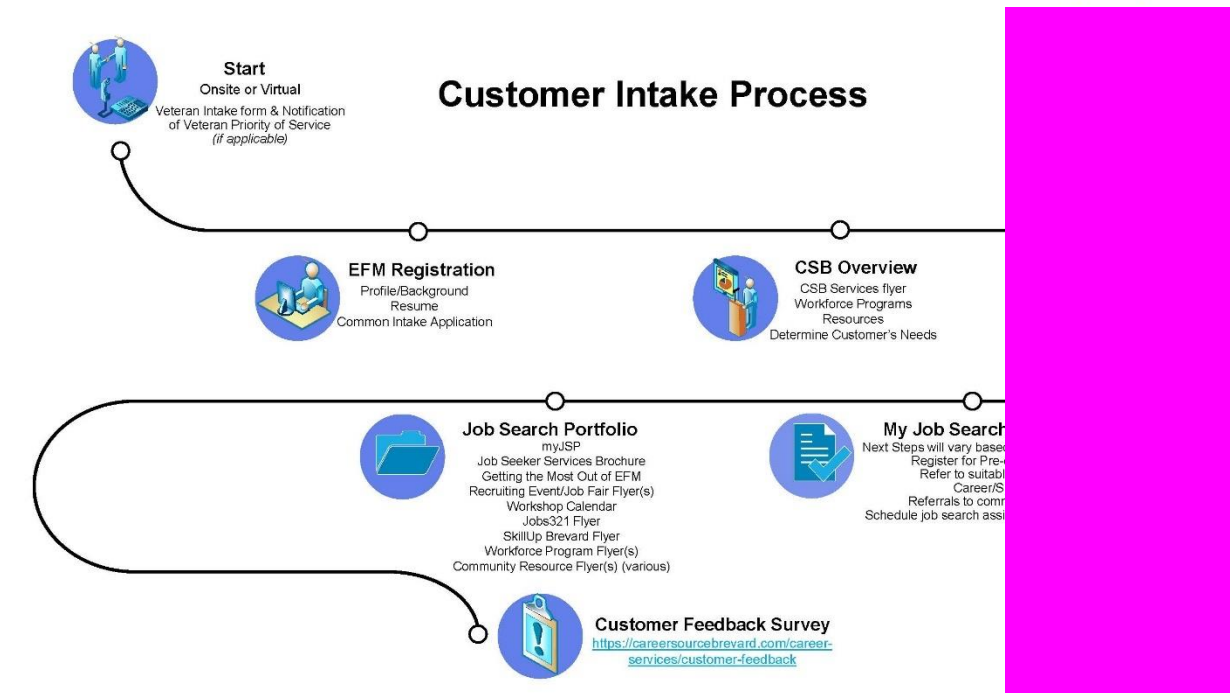 Customer Intake Process
Start
Onsite or Virtual
Veteran Intake form & Notification
of Veteran Priority of Service
(if applicable)
EFM Registration
Profile/Background
Resume
Common Intake Application
CSB Overview
CSB Services flyer
Workforce Programs
Resources
Determine Customer's Needs
Job Search Portfolio
myJSP
Job Seeker Services Brochure
Getting the Most Out of EFM
Recruiting Event/Job Fair Flyer(s)
Workshop Calendar
Jobs321 Flyer
SkillUp Brevard Flyer
Workforce Program Flyer(s)
Community Resource Flyer(s) (various)
My Job Search
Next Steps will vary based
Register for
Refer to
Referrals to
Schedule job search
Customer Feedback Survey
https://careersourcebrevard.com/career-
services/customer-feedback